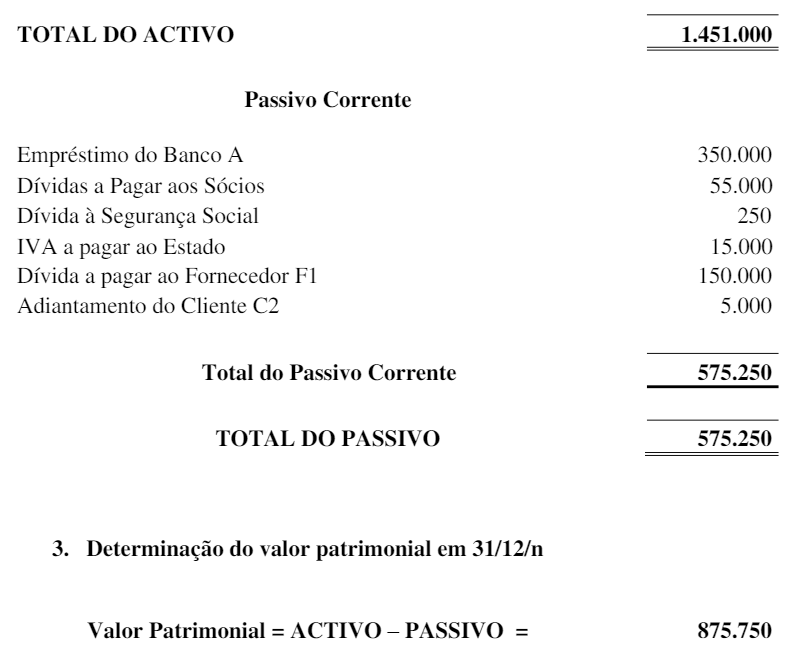 TOTAL DO ACTIVO 1.451.000
Passivo Corrente
Empréstimo do Banco A 350.000
Dívidas a Pagar aos Sócios 55.000
Dívida à Segurança Social 250
IVA a pagar ao Estado 15.000
Dívida a pagar ao Fornecedor F1 150.000
Adiantamento do Cliente C2 5.000
Total do Passivo Corrente 575.250
TOTAL DO PASSIVO 575.250
3. Determinação do valor patrimonial em 31/12/n
Valor Patrimonial = ACTIVO – PASSIVO = 875.750